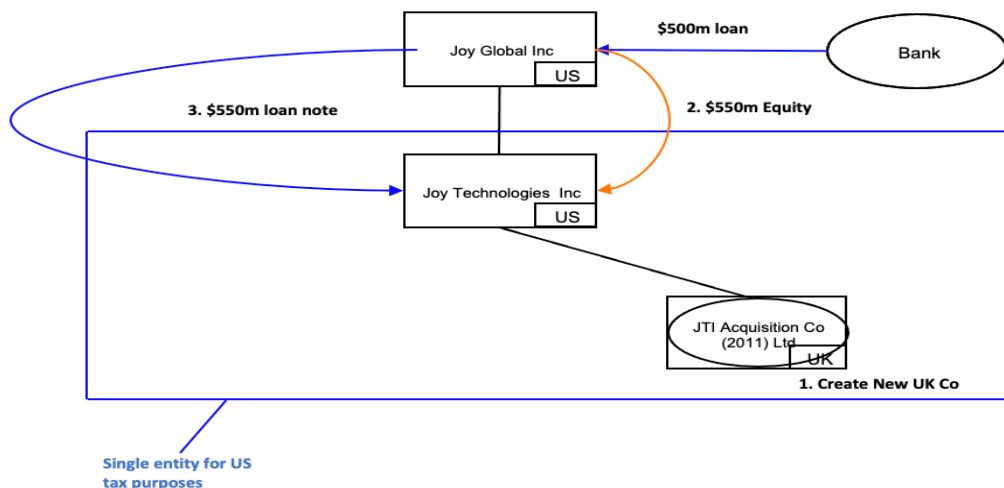 $500m loan
Joy Global Inc
US
Bank
3. $550m loan note
2. $550m Equity
Joy Technologies Inc
US
JTI Acquisition Co
(2011) Ltd
UK
1. Create New UK Co
Single entity for US
tax purposes